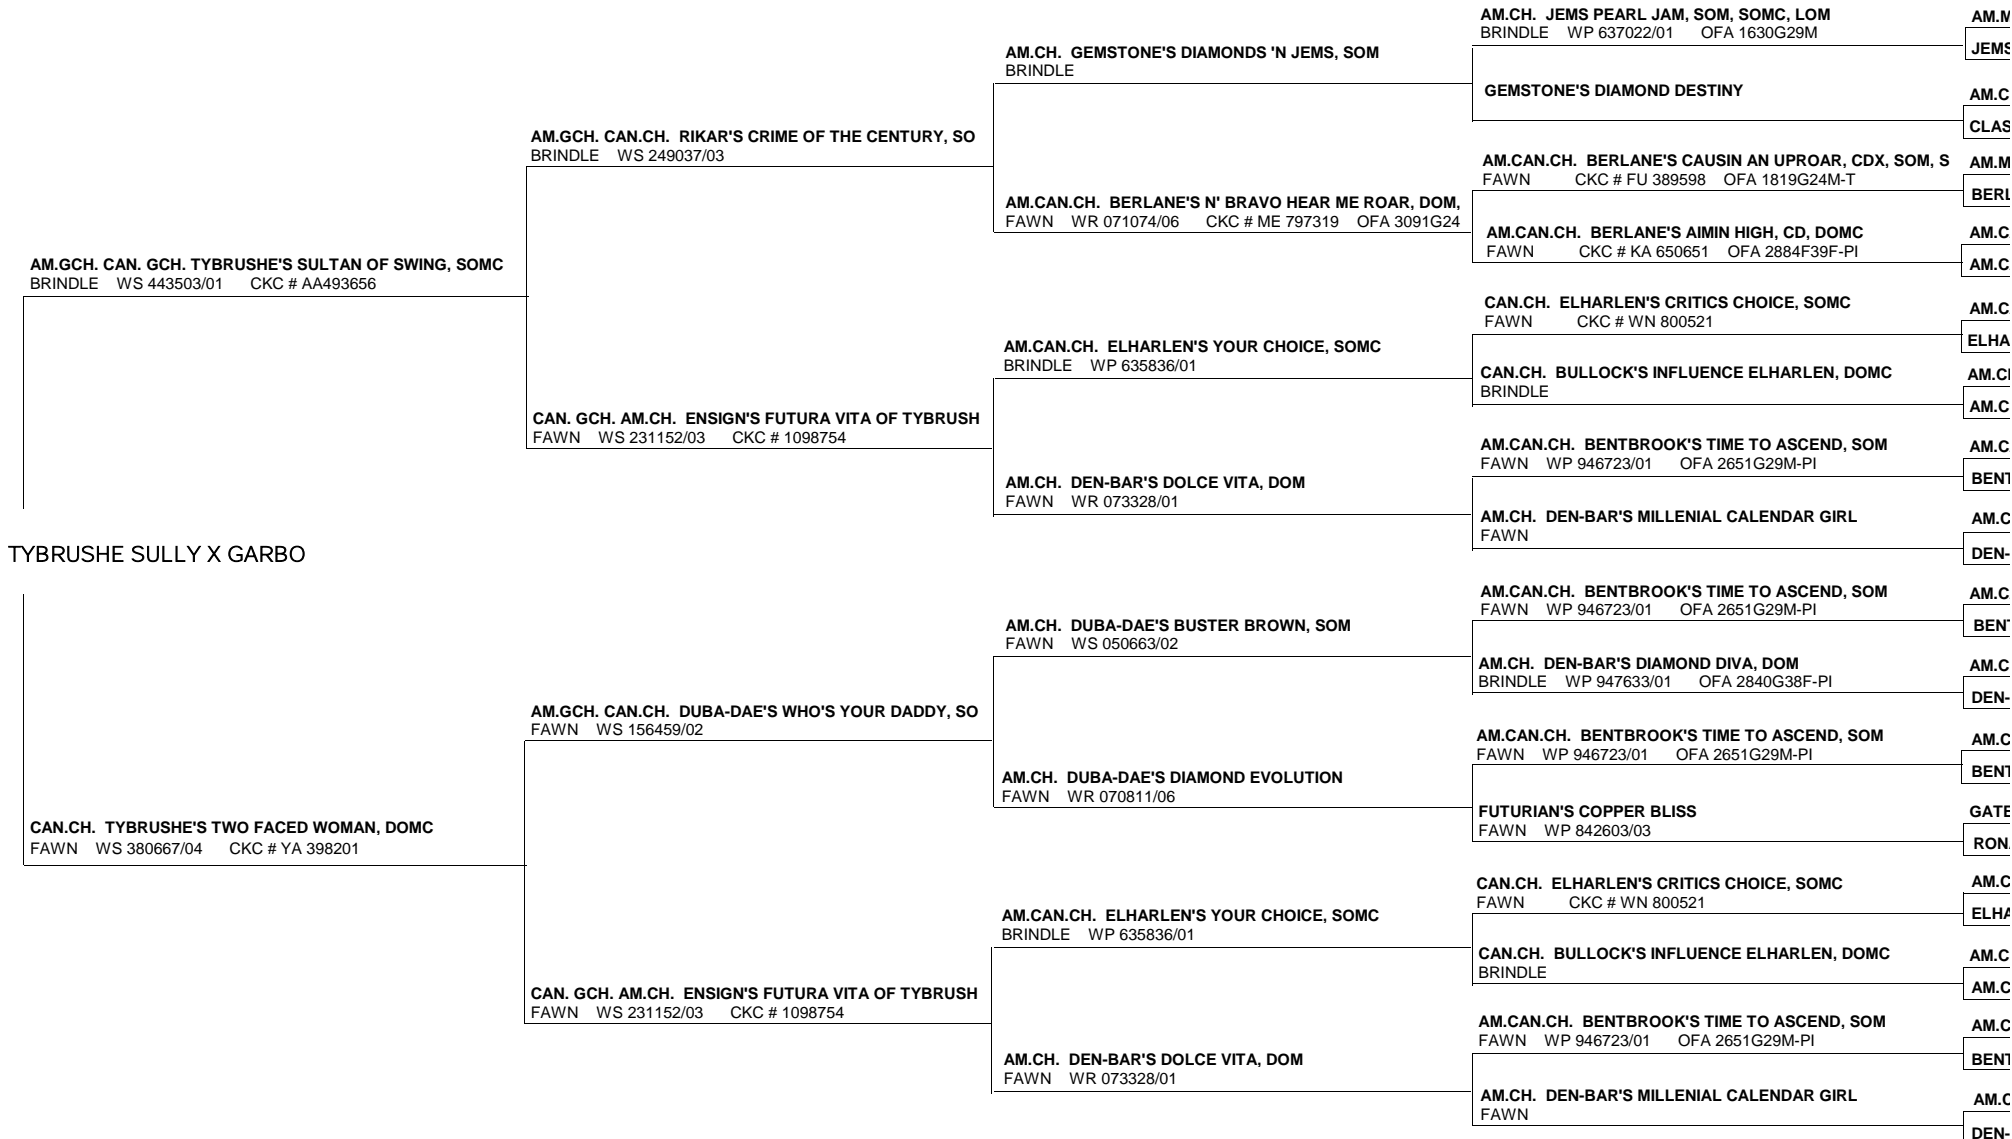 AM.CH. JEMS PEARL JAM, SOM, SOMC, LOM
BRINDLE WP 637022/01 OFA 1630G29M
AM.CH. GEMSTONE'S DIAMONDS 'N JEMS, SOM
BRINDLE
GEMSTONE'S DIAMOND DESTINY
AM.GCH. CAN.CH. RIKAR'S CRIME OF THE CENTURY, SO
BRINDLE WS 249037/03
AM.CAN.CH. BERLANE'S CAUSIN AN UPROAR, CDX, SOM, S
FAWN CKC # FU 389598 OFA 1819G24M-T
AM.CAN.CH. BERLANE'S N' BRAVO HEAR ME ROAR, DOM,
FAWN WR 071074/06 CKC # ME 797319 OFA 3091G24
AM.CAN.CH. BERLANE'S AIMIN HIGH, CD, DOMC
FAWN CKC # KA 650651 OFA 2884F39F-PI
AM.GCH. CAN. GCH. TYBRUSHE'S SULTAN OF SWING, SOMC
BRINDLE WS 443503/01 CKC # AA493656
CAN.CH. ELHARLEN'S CRITICS CHOICE, SOMC
FAWN CKC # WN 800521
AM.CAN.CH. ELHARLEN'S YOUR CHOICE, SOMC
BRINDLE WP 635836/01
CAN.CH. BULLOCK'S INFLUENCE ELHARLEN, DOMC
BRINDLE
CAN. GCH. AM.CH. ENSIGN'S FUTURA VITA OF TYBRUSH
FAWN WS 231152/03 CKC # 1098754
AM.CAN.CH. BENTBROOK'S TIME TO ASCEND, SOM
FAWN WP 946723/01 OFA 2651G29M-PI
AM.CH. DEN-BAR'S DOLCE VITA, DOM
FAWN WR 073328/01
AM.CH. DEN-BAR'S MILLENIAL CALENDAR GIRL
FAWN
TYBRUSHE SULLY X GARBO
AM.CAN.CH. BENTBROOK'S TIME TO ASCEND, SOM
FAWN WP 946723/01 OFA 2651G29M-PI
AM.CH. DUBA-DAE'S BUSTER BROWN, SOM
FAWN WS 050663/02
AM.CH. DEN-BAR'S DIAMOND DIVA, DOM
BRINDLE WP 947633/01 OFA 2840G38F-PI
AM.GCH. CAN.CH. DUBA-DAE'S WHO'S YOUR DADDY, SO
FAWN WS 156459/02
AM.CAN.CH. BENTBROOK'S TIME TO ASCEND, SOM
FAWN WP 946723/01 OFA 2651G29M-PI
AM.CH. DUBA-DAE'S DIAMOND EVOLUTION
FAWN WR 070811/06
FUTURIAN'S COPPER BLISS
FAWN WP 842603/03
CAN.CH. TYBRUSHE'S TWO FACED WOMAN, DOMC
FAWN WS 380667/04 CKC # YA 398201
CAN.CH. ELHARLEN'S CRITICS CHOICE, SOMC
FAWN CKC # WN 800521
AM.CAN.CH. ELHARLEN'S YOUR CHOICE, SOMC
BRINDLE WP 635836/01
CAN.CH. BULLOCK'S INFLUENCE ELHARLEN, DOMC
BRINDLE
CAN. GCH. AM.CH. ENSIGN'S FUTURA VITA OF TYBRUSH
FAWN WS 231152/03 CKC # 1098754
AM.CAN.CH. BENTBROOK'S TIME TO ASCEND, SOM
FAWN WP 946723/01 OFA 2651G29M-PI
AM.CH. DEN-BAR'S DOLCE VITA, DOM
FAWN WR 073328/01
AM.CH. DEN-BAR'S MILLENIAL CALENDAR GIRL
FAWN